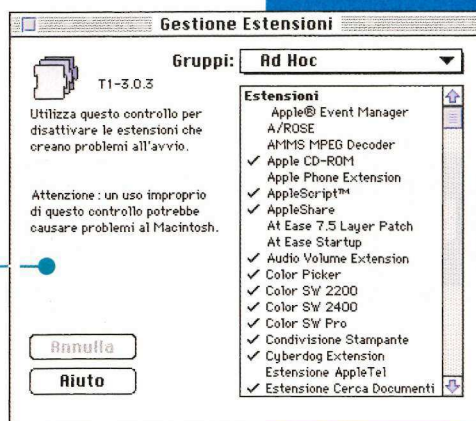 Gestione Estensioni
Gruppi: Ad Hoc
T1-3.0.3
Utilizza questo controllo per
disattivare le estensioni che
creano problemi all'avvio.
Attenzione: un uso improprio
di questo controllo potrebbe
causare problemi al Macintosh.
Annulla
Aiuto
Estensioni
Apple® Event Manager
A/ROSE
AMMS MPEG Decoder
✓ Apple CD-ROM
Apple Phone Extension
✓ AppleScript™
✓ AppleShare
At Ease 7.5 Layer Patch
At Ease Startup
✓ Audio Volume Extension
✓ Color Picker
✓ Color SW 2200
✓ Color SW 2400
✓ Color SW Pro
✓ Condivisione Stampante
✓ Cyberdog Extension
Estensione AppleTel
✓ Estensione Cerca Documenti